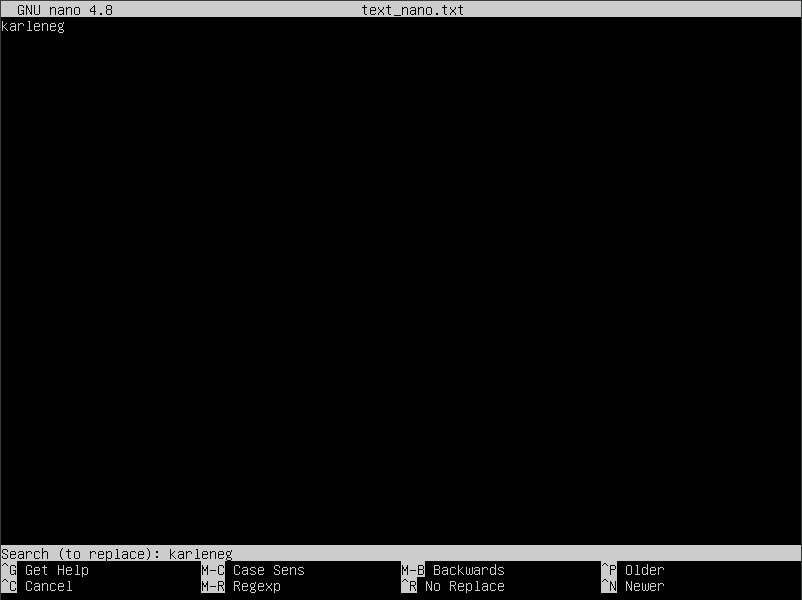 GNU nano 4.8 text_nano.txt
karleneg
Search (to replace): karleneg
^G Get Help M-C Case Sens M-B Backwards ^P Older
^C Cancel M-R Regexp ^R No Replace ^N Newer